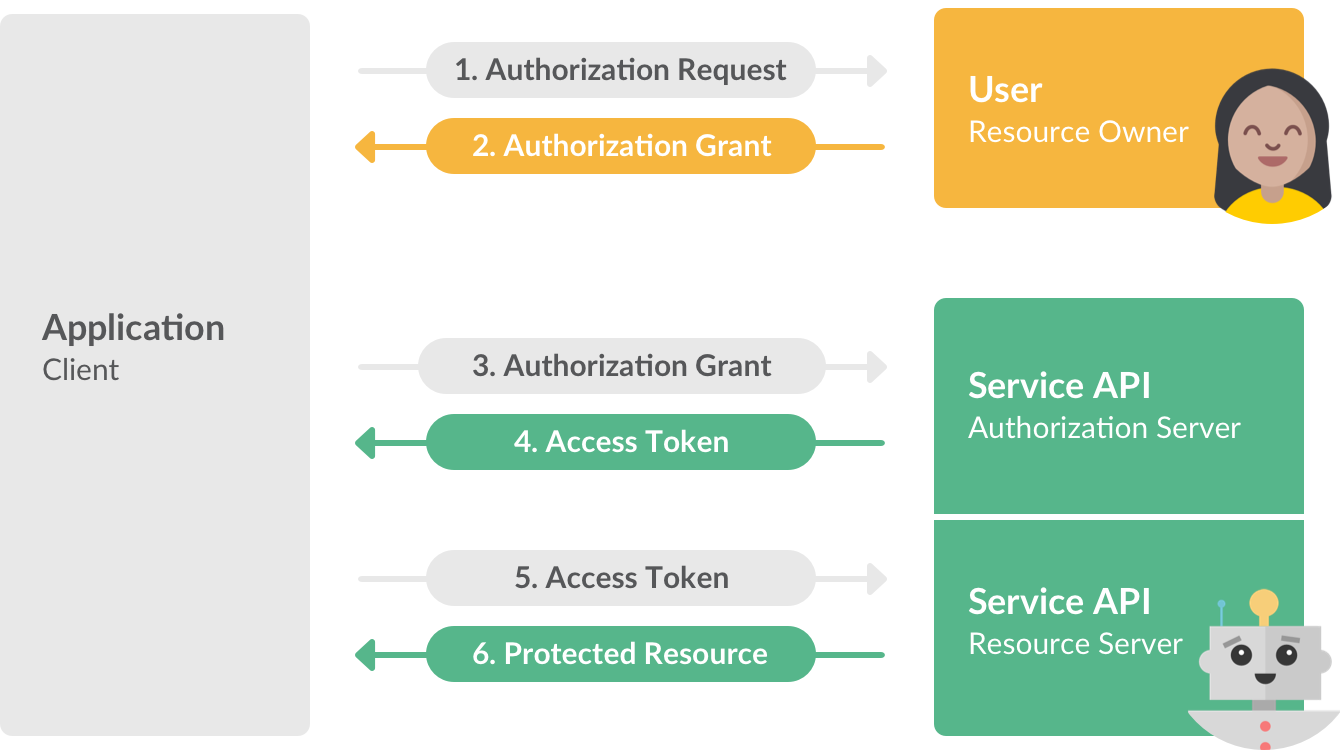 1. Authorization Request
2. Authorization Grant
User
Resource Owner
Application
Client
3. Authorization Grant
4. Access Token
Service API
Authorization Server
5. Access Token
6. Protected Resource
Service API
Resource Server